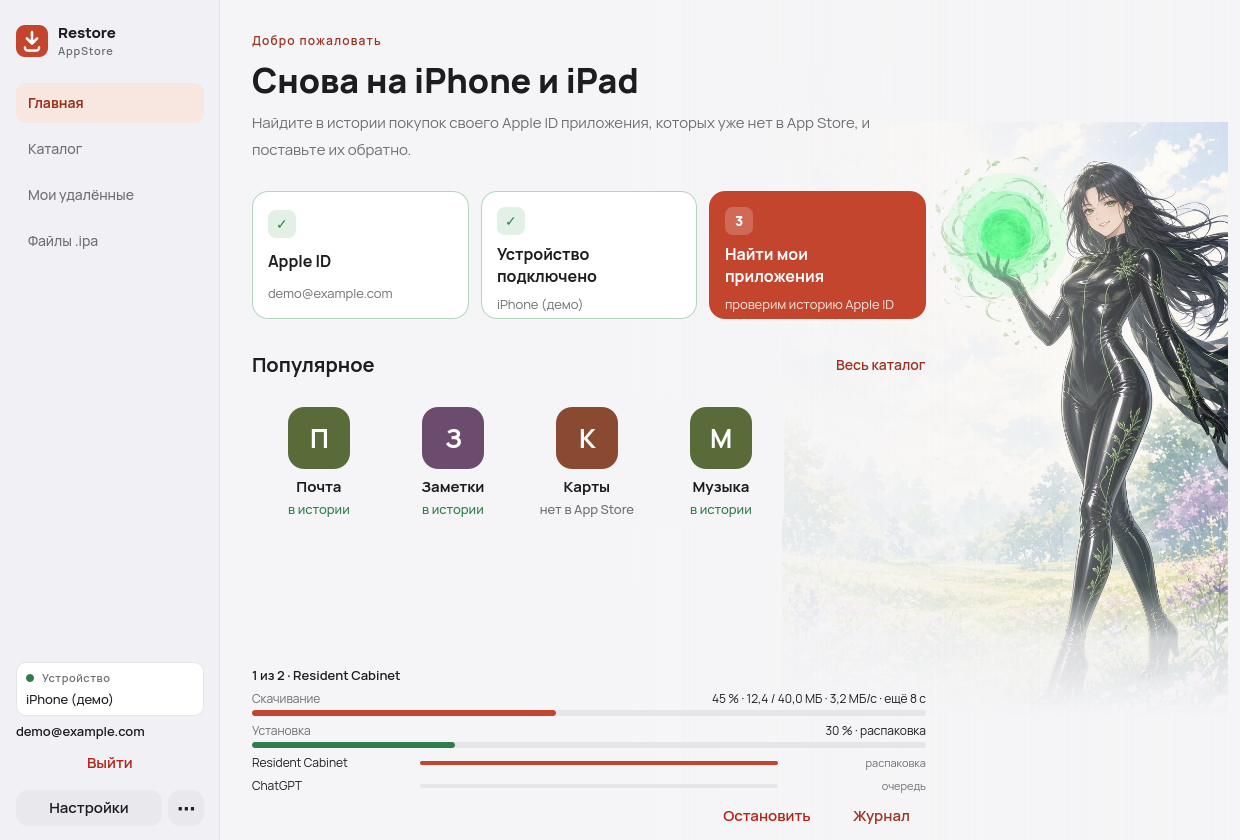 Restore
AppStore
Главная
Каталог
Мои удалённые
Файлы .ipa
Устройство
iPhone (демо)
demo@example.com
Выйти
Настройки
Добро пожаловать
Снова на iPhone и iPad
Найдите в истории покупок своего Apple ID приложения, которых уже нет в App Store, и
поставьте их обратно.
✓
Apple ID
demo@example.com
✓
Устройство
подключено
iPhone (демо)
3
Найти мои
приложения
проверим историю Apple ID
Популярное
Весь каталог
П
Почта
в истории
З
Заметки
в истории
К
Карты
нет в App Store
М
Музыка
в истории
1 из 2 · Resident Cabinet
Скачивание 45 % · 12,4 / 40,0 МБ · 3,2 МБ/с · ещё 8 с
Установка 30 % · распаковка
Resident Cabinet распаковка
ChatGPT очередь
Остановить Журнал